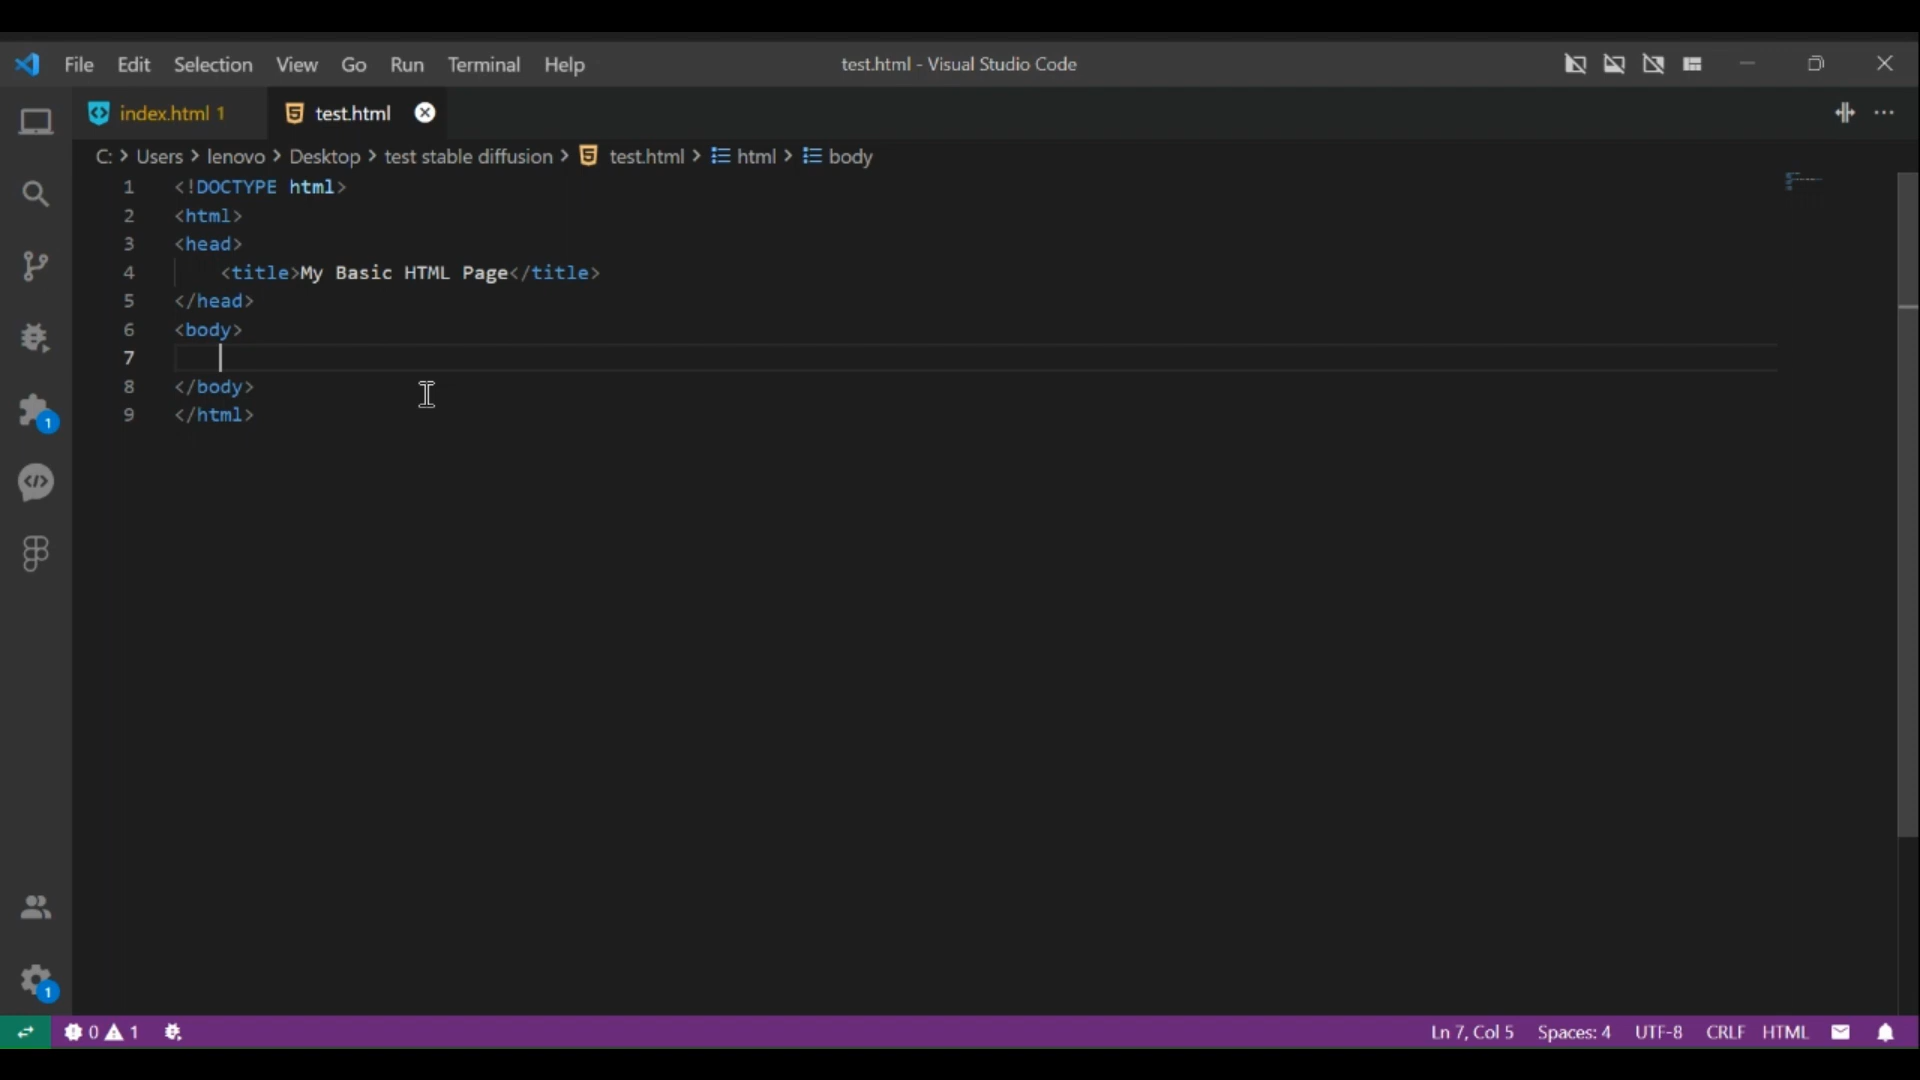 File Edit Selection View Go Run Terminal Help test.html - Visual Studio Code
index.html 1 test.html
C: > Users > lenovo > Desktop > test stable diffusion > test.html > html > body
1 <!DOCTYPE html>
2 <html>
3 <head>
4 <title>My Basic HTML Page</title>
5 </head>
6 <body>
7
8 </body>
9 </html>
1
1
0 1 Ln 7, Col 5 Spaces: 4 UTF-8 CRLF HTML